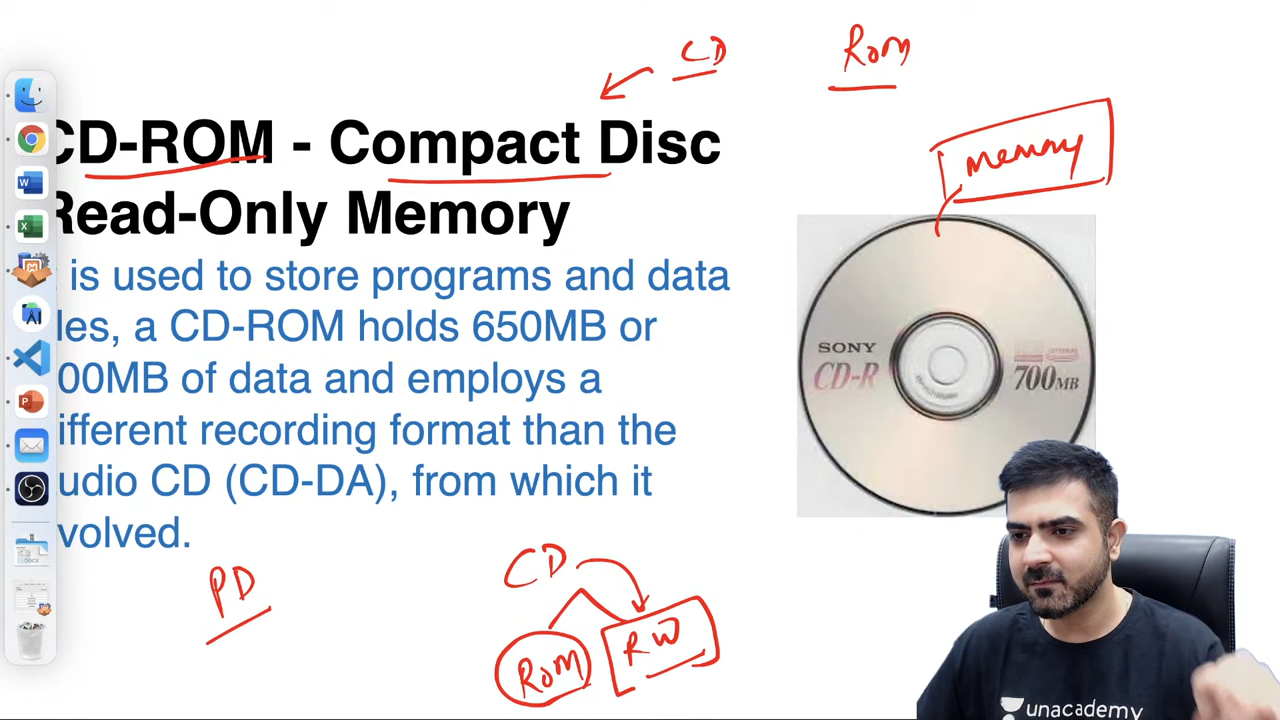 CD
Rom
CD-ROM - Compact Disc
Read-Only Memory
memory
is used to store programs and data
les, a CD-ROM holds 650MB or
00MB of data and employs a
ifferent recording format than the
udio CD (CD-DA), from which it
volved.
SONY
CD-R
700MB
PD
CD
Rom
RW
unacademy